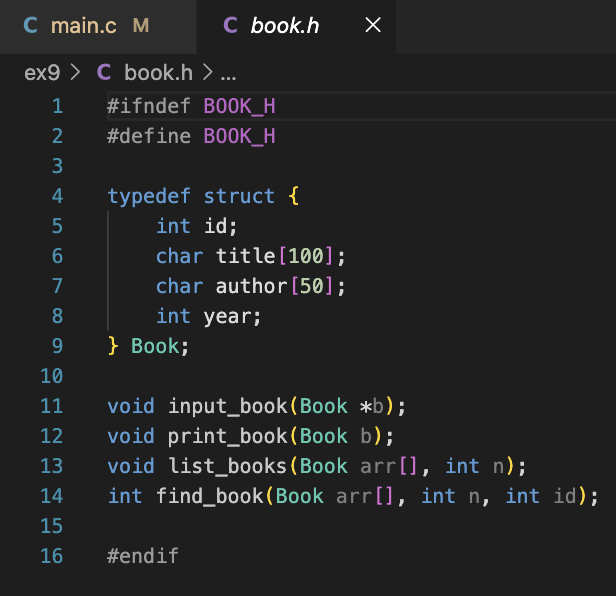 C main.c M C book.h ×
ex9 > C book.h > ...
1 #ifndef BOOK_H
2 #define BOOK_H
3
4 typedef struct {
5     int id;
6     char title[100];
7     char author[50];
8     int year;
9 } Book;
10
11 void input_book(Book *b);
12 void print_book(Book b);
13 void list_books(Book arr[], int n);
14 int find_book(Book arr[], int n, int id);
15
16 #endif